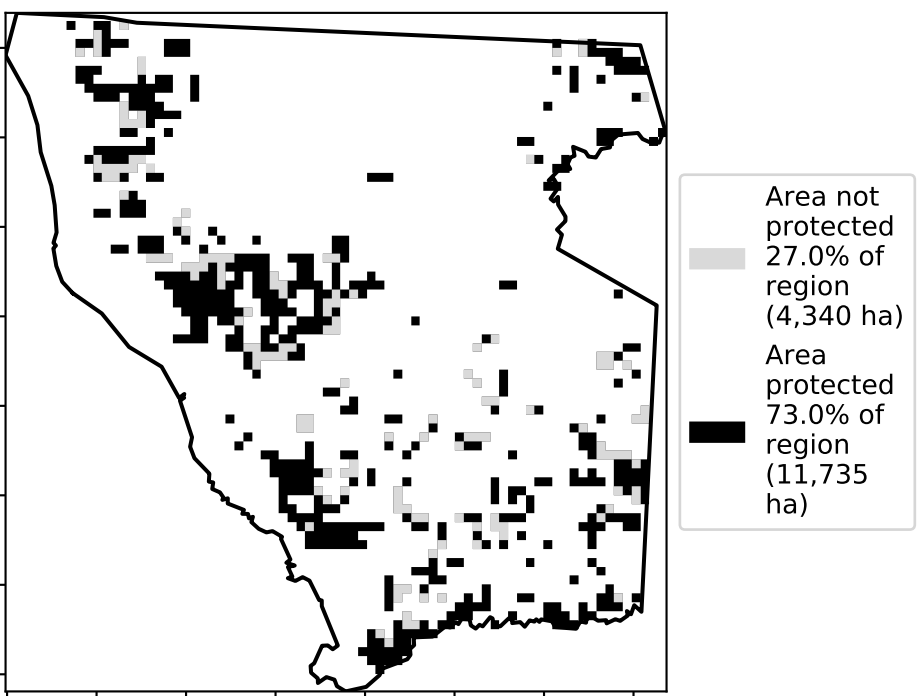 Area not
protected
27.0% of
region
(4,340 ha)
Area
protected
73.0% of
region
(11,735
ha)